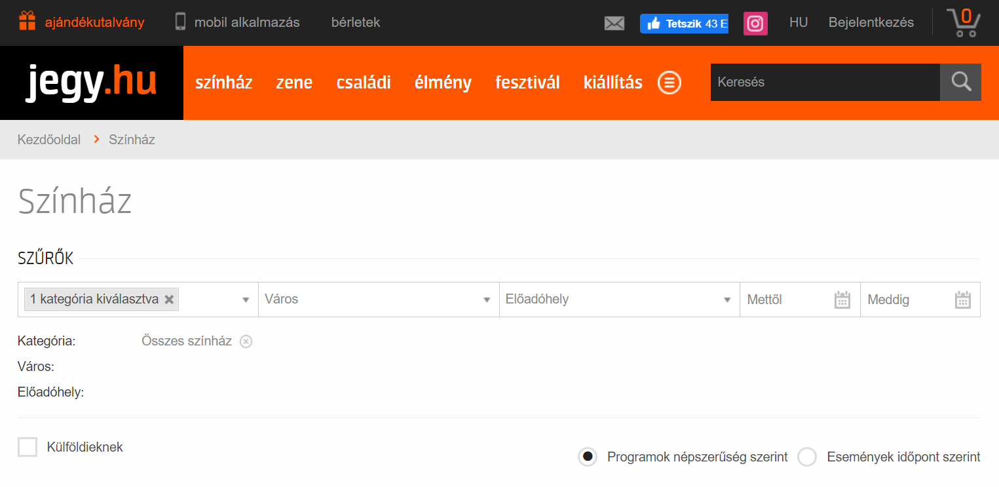 ajándékutalvány mobil alkalmazás bérletek Tetszik 43 E HU Bejelentkezés 0
jegy.hu színház zene családi élmény fesztivál kiállítás Keresés
Kezdőoldal Színház
Színház
SZŰRŐK
1 kategória kiválasztva Város Előadóhely Mettől Meddig
Kategória: Összes színház
Város:
Előadóhely:
Külföldieknek
Programok népszerűség szerint Események időpont szerint